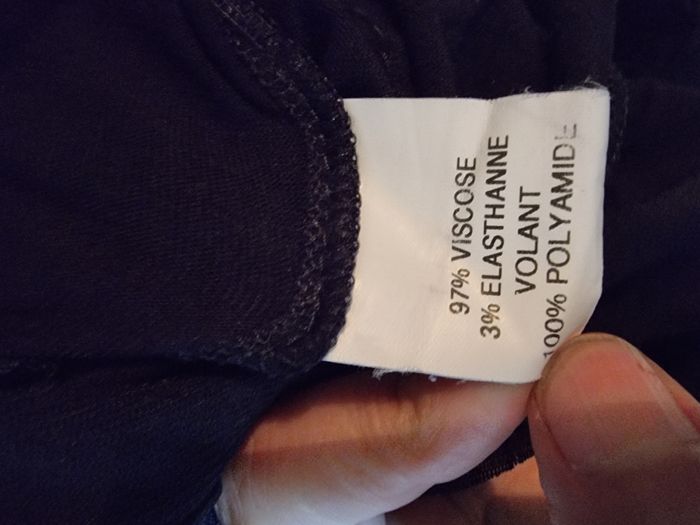 97% VISCOSE
3% ELASTHANNE
VOLANT
100% POLYAMIDE